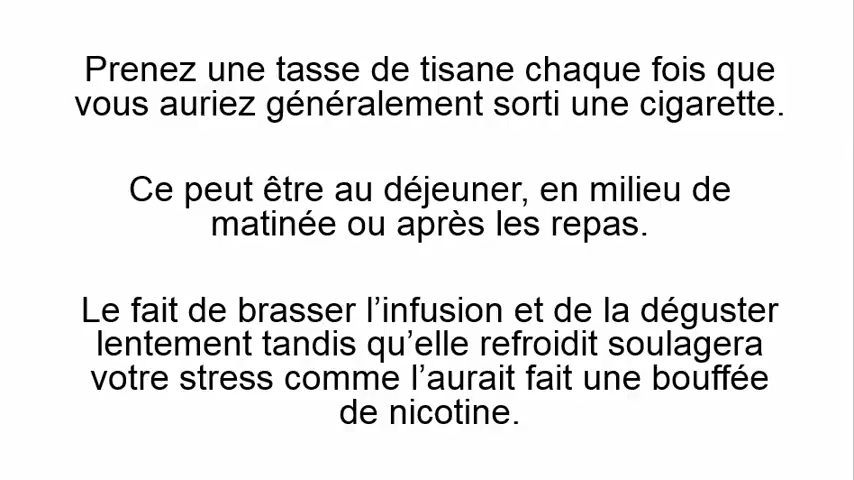 Prenez une tasse de tisane chaque fois que
vous auriez généralement sorti une cigarette.
Ce peut être au déjeuner, en milieu de
matinée ou après les repas.
Le fait de brasser l’infusion et de la déguster
lentement tandis qu’elle refroidit soulagera
votre stress comme l’aurait fait une bouffée
de nicotine.